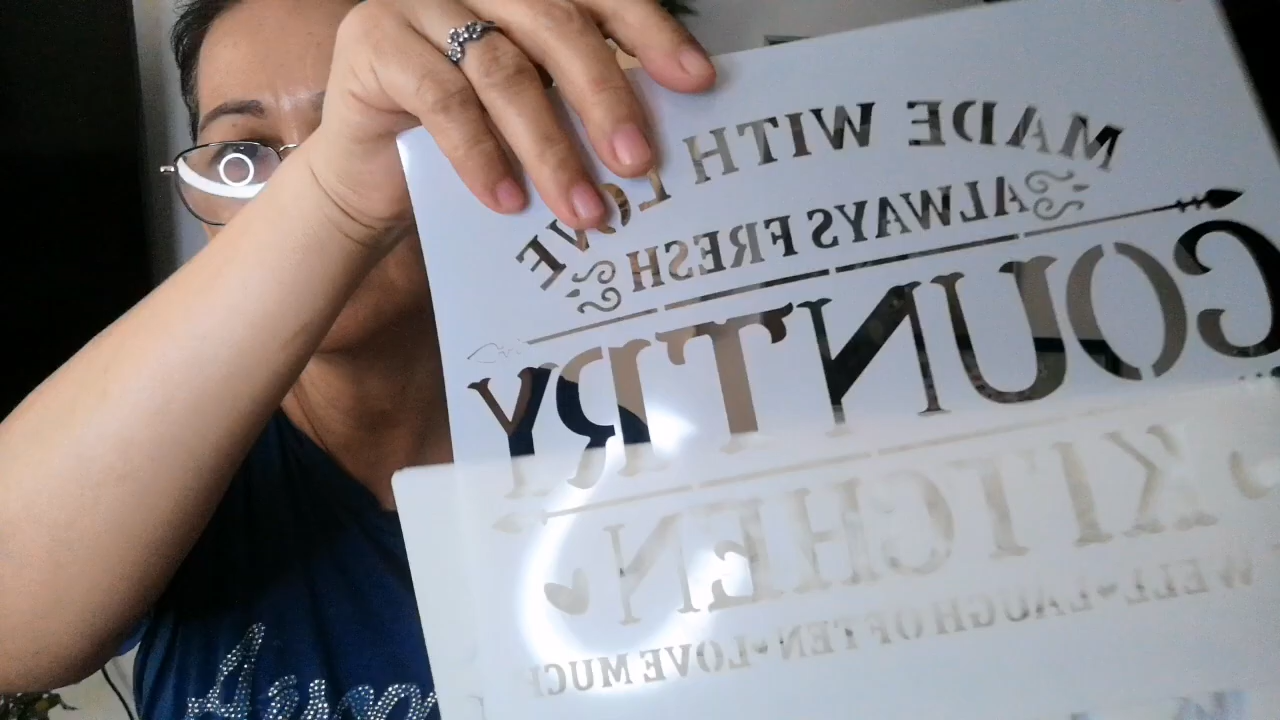 MADE WITH LOVE
ALWAYS FRESH
COUNTRY
KITCHEN
WELL LAUGH OFTEN LOVE MUCH